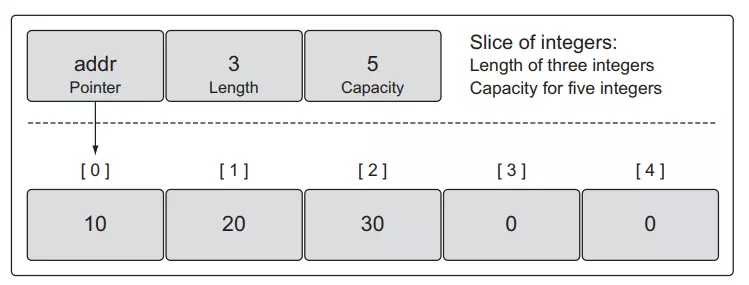 addr 3 5 Slice of integers:
Pointer Length Capacity Length of three integers
Capacity for five integers
[ 0 ] [ 1 ] [ 2 ] [ 3 ] [ 4 ]
10 20 30 0 0